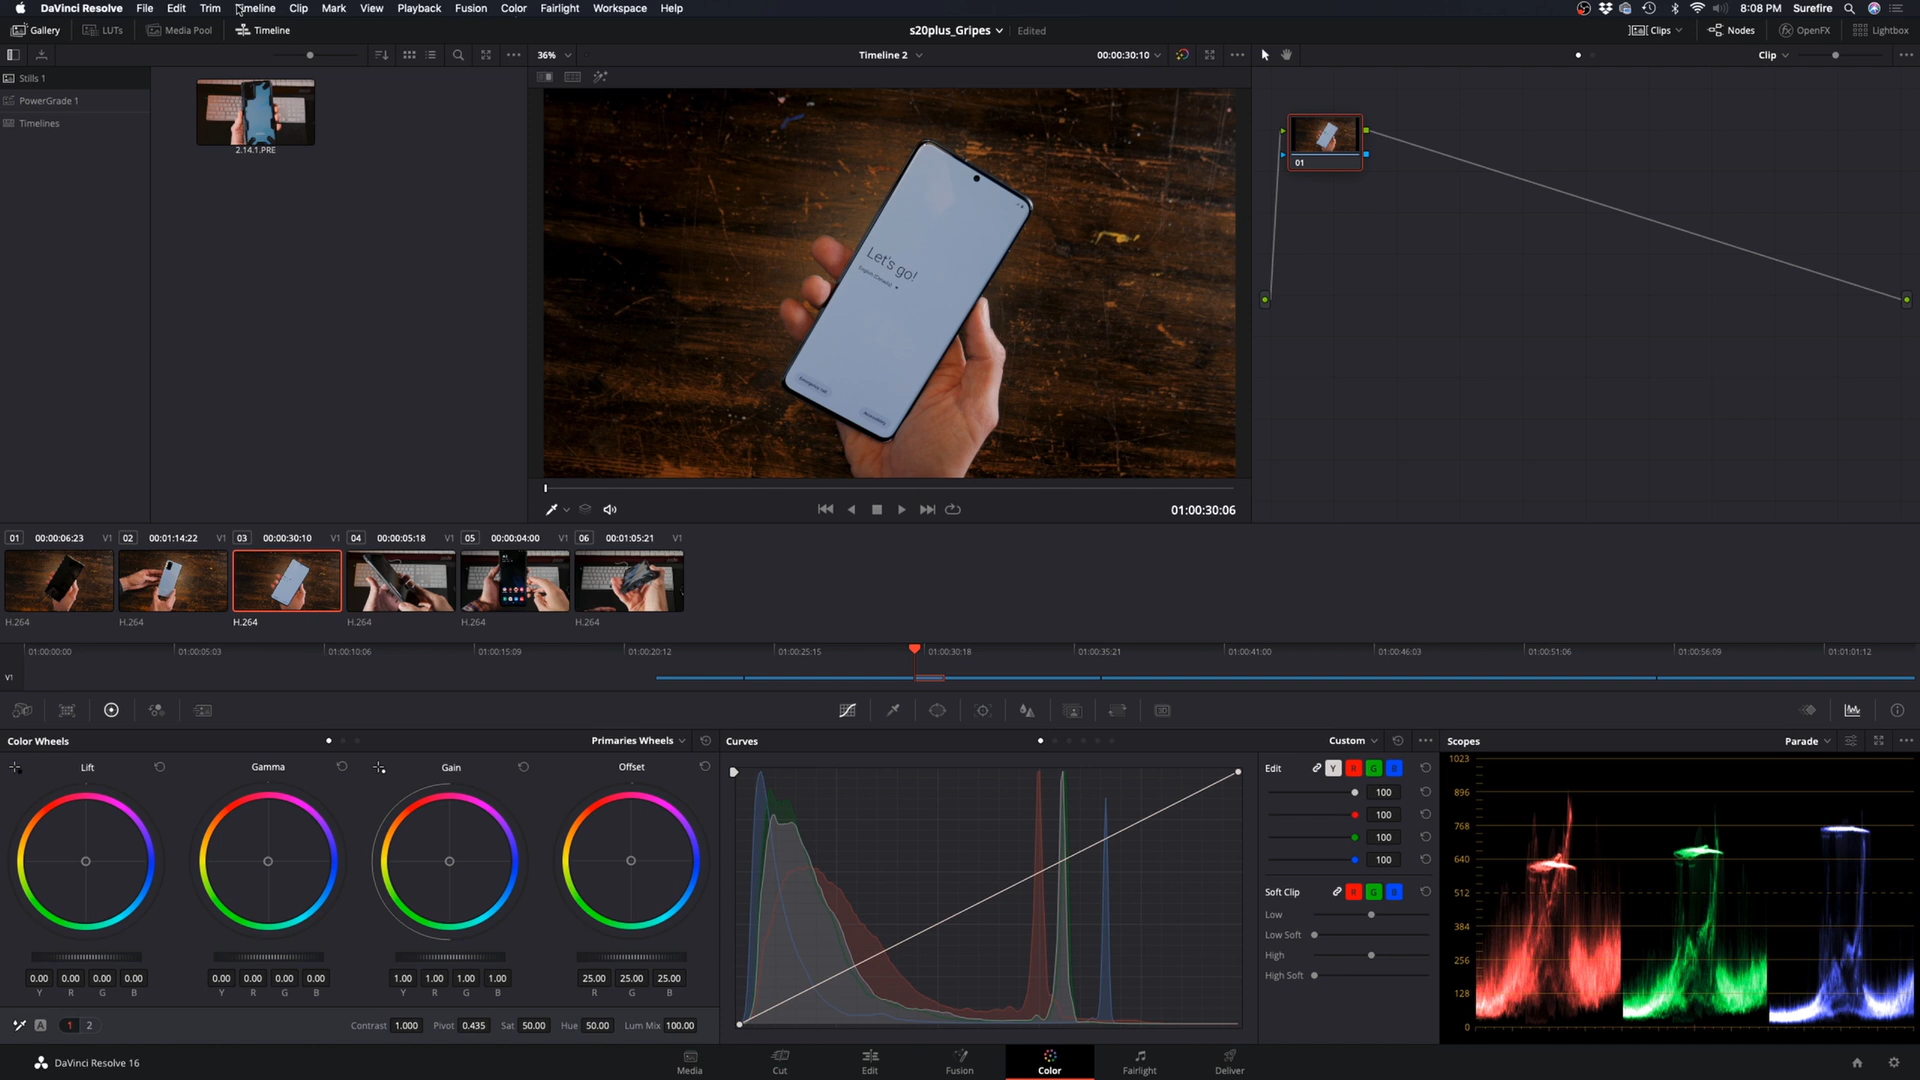 DaVinci Resolve File Edit Trim Timeline Clip Mark View Playback Fusion Color Fairlight Workspace Help 8:08 PM Surefire
Gallery LUTs Media Pool Timeline s20plus_Gripes Edited Clips Nodes OpenFX Lightbox
36% Timeline 2 00:00:30:10 Clip
Stills 1
PowerGrade 1
Timelines
2.14.1.PRE
Let's go!
English (Canada)
Emergency call
Accessibility
01
01:00:30:06
01 00:00:06:23 V1 02 00:01:14:22 V1 03 00:00:30:10 V1 04 00:00:05:18 V1 05 00:00:04:00 V1 06 00:01:05:21 V1
H.264 H.264 H.264 H.264 H.264 H.264
01:00:00:00 01:00:05:03 01:00:10:06 01:00:15:09 01:00:20:12 01:00:25:15 01:00:30:18 01:00:35:21 01:00:41:00 01:00:46:03 01:00:51:06 01:00:56:09 01:01:01:12
V1
Color Wheels Primaries Wheels Curves Custom Scopes Parade
Lift Gamma Gain Offset
0.00 0.00 0.00 0.00 0.00 0.00 0.00 0.00 1.00 1.00 1.00 1.00 25.00 25.00 25.00
Y R G B Y R G B Y R G B R G B
A 1 2 Contrast 1.000 Pivot 0.435 Sat 50.00 Hue 50.00 Lum Mix 100.00
Edit Y R G B
100
100
100
100
Soft Clip R G B
Low
Low Soft
High
High Soft
1023
896
768
640
512
384
256
128
0
DaVinci Resolve 16 Media Cut Edit Fusion Color Fairlight Deliver